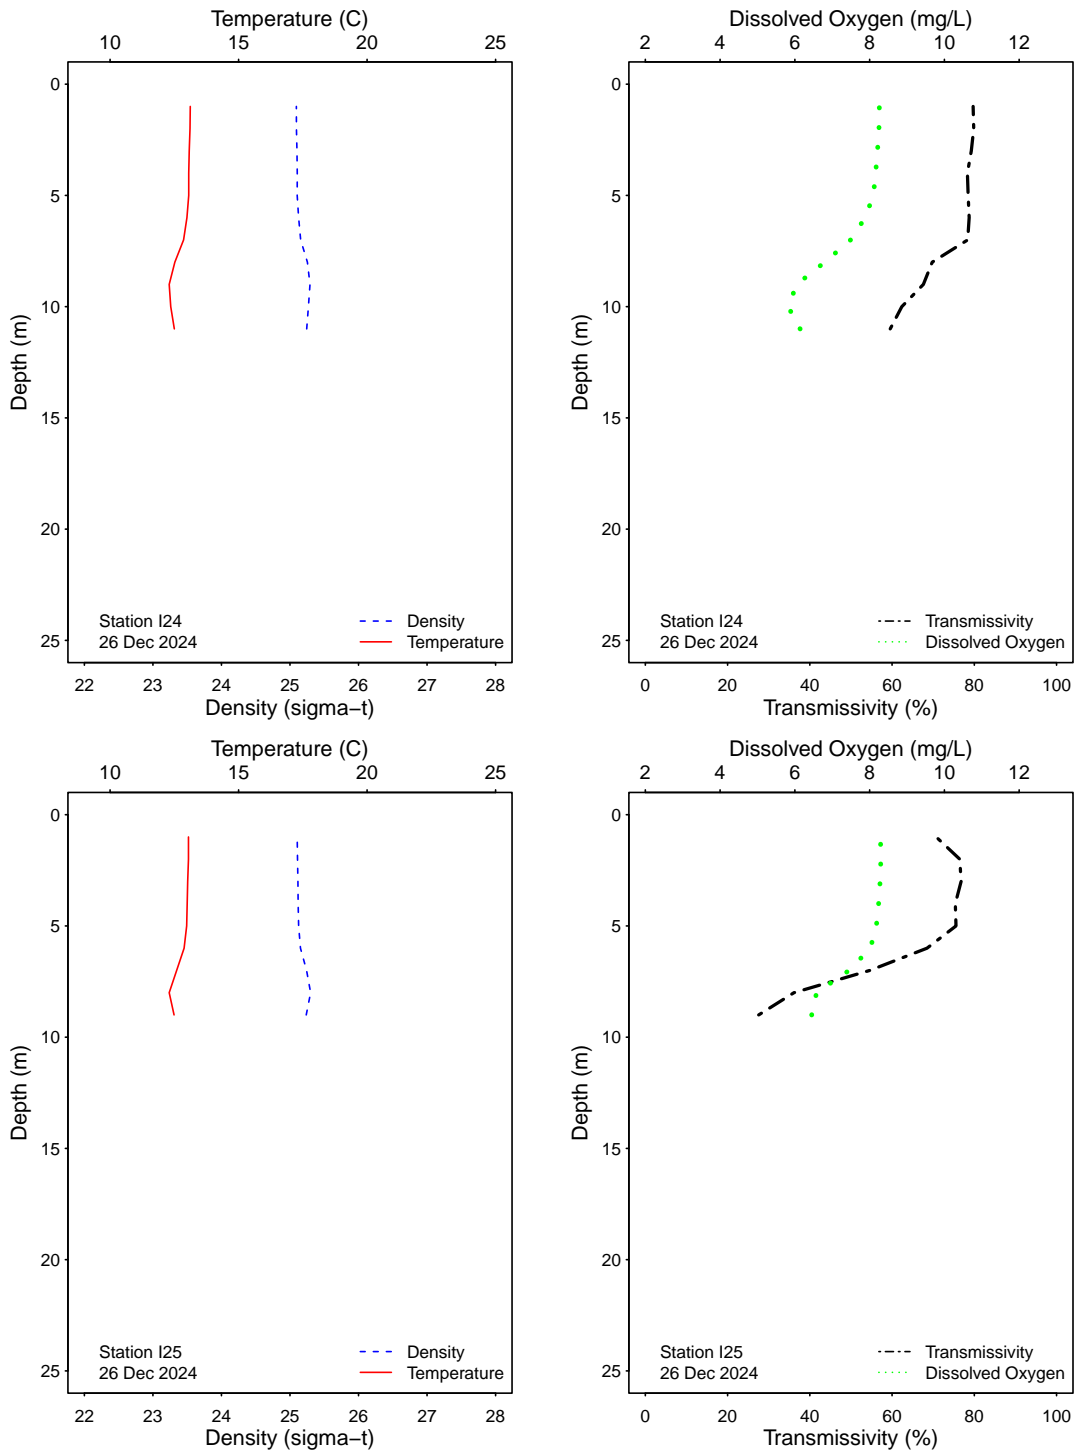 Temperature (C)
10 15 20 25
0
5
10
15
20
25
Depth (m)
Station I24
26 Dec 2024
Density
Temperature
22 23 24 25 26 27 28
Density (sigma−t)
Dissolved Oxygen (mg/L)
2 4 6 8 10 12
0
5
10
15
20
25
Depth (m)
Station I24
26 Dec 2024
Transmissivity
Dissolved Oxygen
0 20 40 60 80 100
Transmissivity (%)
Temperature (C)
10 15 20 25
0
5
10
15
20
25
Depth (m)
Station I25
26 Dec 2024
Density
Temperature
22 23 24 25 26 27 28
Density (sigma−t)
Dissolved Oxygen (mg/L)
2 4 6 8 10 12
0
5
10
15
20
25
Depth (m)
Station I25
26 Dec 2024
Transmissivity
Dissolved Oxygen
0 20 40 60 80 100
Transmissivity (%)